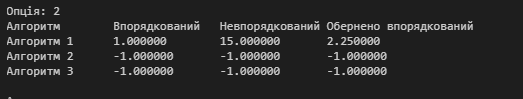 Опція: 2
Алгоритм Впорядкований Невпорядкований Обернено впорядкований
Алгоритм 1 1.000000 15.000000 2.250000
Алгоритм 2 -1.000000 -1.000000 -1.000000
Алгоритм 3 -1.000000 -1.000000 -1.000000